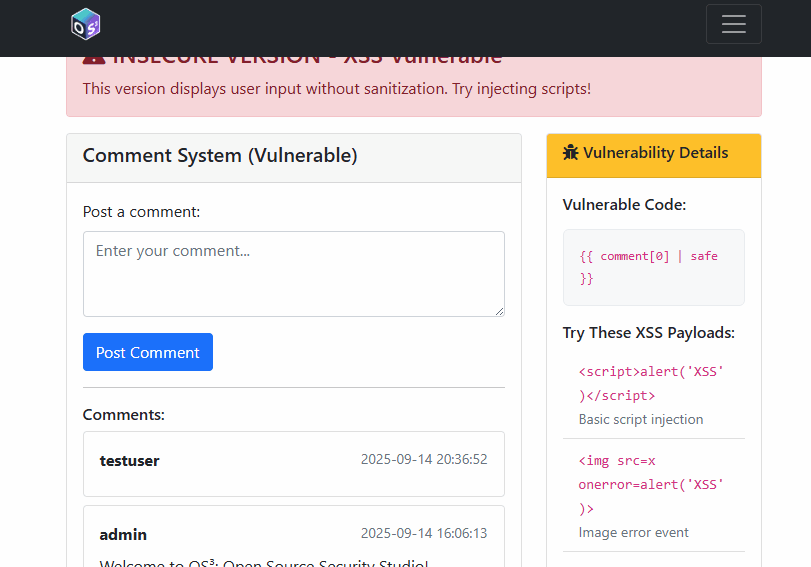 OS³
INSECURE VERSION - XSS Vulnerable
This version displays user input without sanitization. Try injecting scripts!
Comment System (Vulnerable)
Post a comment:
Enter your comment...
Post Comment
Comments:
testuser 2025-09-14 20:36:52
admin 2025-09-14 16:06:13
Welcome to OS³: Open Source Security Studio!
Vulnerability Details
Vulnerable Code:
{{ comment[0] | safe
}}
Try These XSS Payloads:
<script>alert('XSS'
)</script>
Basic script injection
<img src=x
onerror=alert('XSS'
)>
Image error event